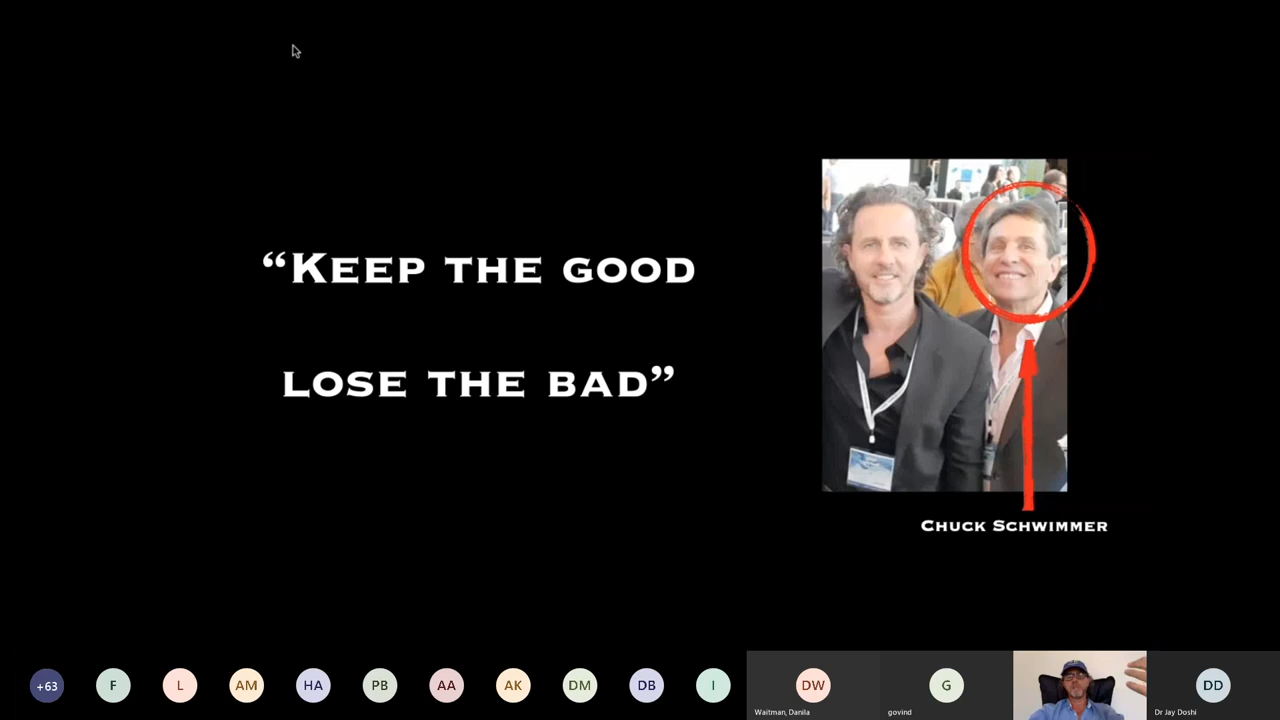 “Keep the good
lose the bad”
Chuck Schwimmer
+63
F
L
AM
HA
PB
AA
AK
DM
DB
I
DW
G
DD
Waitman, Danila
govind
Dr Jay Doshi